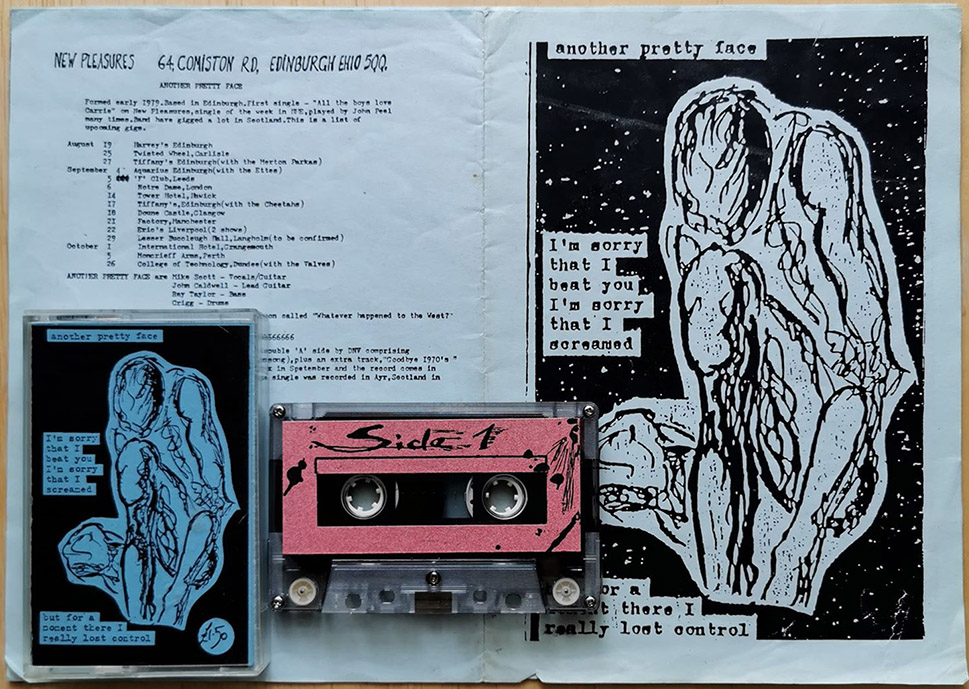 NEW PLEASURES 64, COMISTON RD, EDINBURGH EH10 5QQ.
ANOTHER PRETTY FACE
Formed early 1979.Based in Edinburgh.First single - "All the boys love
Carrie" on New Pleasures,single of the week in NME,played by John Peel
many times.Band have gigged a lot in Scotland.This is a list of
upcoming gigs.
August 19 Harvey's Edinburgh
25 Twisted Wheel,Carlisle
27 Tiffany's Edinburgh(with the Merton Parkas)
September 4 Aquarius Edinburgh(with the Ettes)
5 'F' Club,Leeds
6 Notre Dame,London
14 Tower Hotel,Hawick
Tiffany's,Edinburgh(with the Cheetahs)
18 Doune Castle,Glasgow
21 Factory,Manchester
22 Eric's Liverpool(2 shows)
29 Lesser Buccleugh Hall,Langholm(to be confirmed)
October 1 International Hotel,Grangemouth
5 Moncrieff Arms,Perth
26 College of Technology,Dundee(with the Valves)
ANOTHER PRETTY FACE are Mike Scott - Vocals/Guitar
John Caldwell - Lead Guitar
Ray Taylor - Bass
Crigg - Drums
called "Whatever happened to the West?"
'A' side by DNV comprising
,plus an extra track,"Goodbye 1970's "
in September and the record comes in
single was recorded in Ayr,Scotland in
another pretty face
I'm sorry
that I
beat you
I'm sorry
that I
screamed
for a
there I
really lost control
another pretty face
I'm sorry
that I
beat you
I'm sorry
that I
screamed
but for a
moment there I
really lost control
£1.50
Side 1